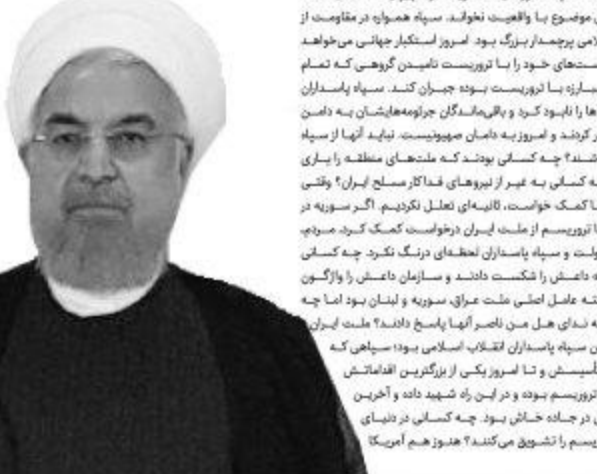 موضوع با واقعیت نخواند. سپاه همواره در مقاومت از
لامی پرچمدار بزرگ بود. امروز استکبار جهانی می‌خواهد
ست‌های خود را با تروریست نامیدن گروهی که تمام
مبارزه با تروریست بوده جبران کند. سپاه پاسداران
ها را نابود کرد و باقی‌ماندگان جرثومه‌هایشان به دامن
ر کردند و امروز به دامان صهیونیست. نباید آنها از سپاه
شند؟ چه کسانی بودند که ملت‌های منطقه را یاری
ه کسانی به غیر از نیروهای فداکار مسلح ایران؟ وقتی
ا کمک خواست، ثانیه‌ای تعلل نکردیم. اگر سوریه در
ا تروریسم از ملت ایران درخواست کمک کرد، مردم،
ولت و سپاه پاسداران لحظه‌ای درنگ نکرد. چه کسانی
ه داعش را شکست دادند و سازمان داعش را واژگون
ته عامل اصلی ملت عراق، سوریه و لبنان بود اما چه
ه ندای هل من ناصر آنها پاسخ دادند؟ ملت ایران
ن سپاه پاسداران انقلاب اسلامی بود؛ سپاهی که
تأسیسش و تا امروز یکی از بزرگترین اقداماتش
تروریسم بوده و در این راه شهید داده و آخرین
ی در جاده خاش بود. چه کسانی در دنیای
ریسم را تشویق می‌کنند؟ هنوز هم آمریکا